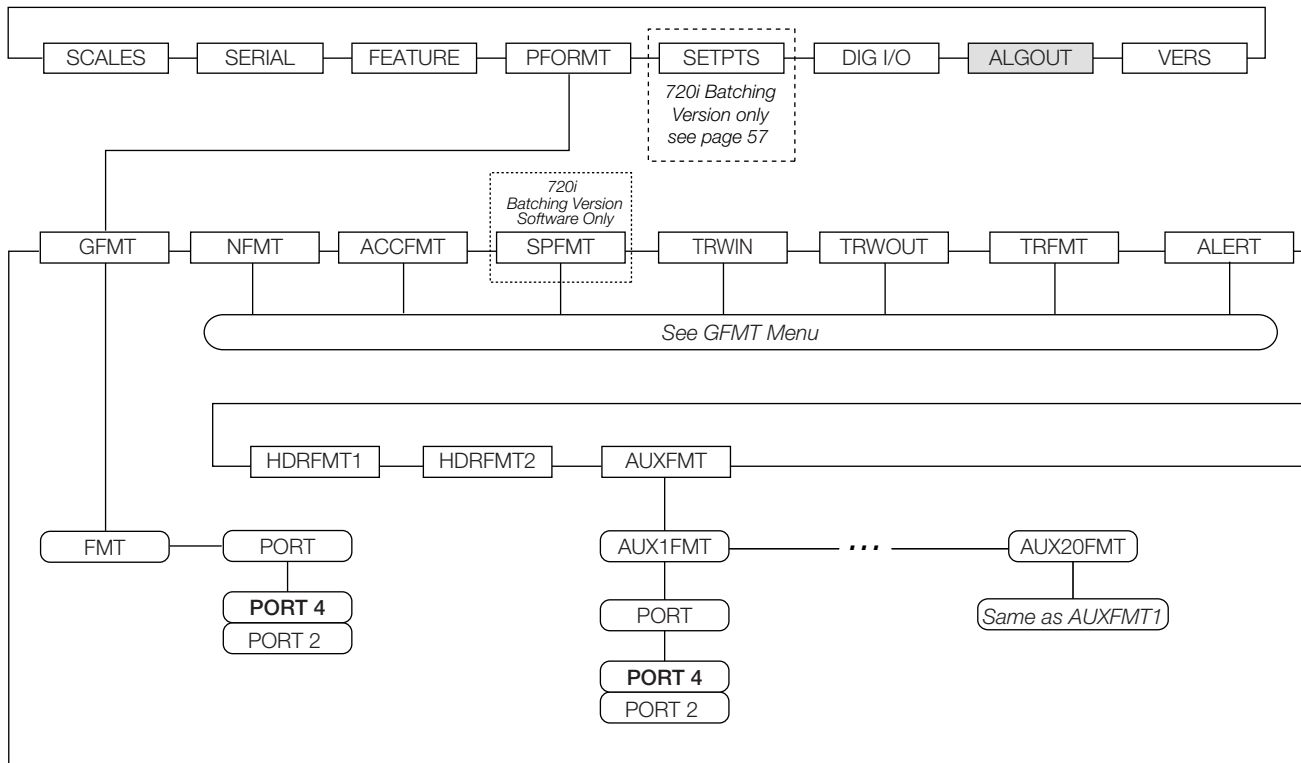 SCALES
SERIAL
FEATURE
PFORMT
SETPTS
DIG I/O
ALGOUT
VERS
720i Batching
Version only
see page 57
720i
Batching Version
Software Only
GFMT
NFMT
ACCFMT
SPFMT
TRWIN
TRWOUT
TRFMT
ALERT
See GFMT Menu
HDRFMT1
HDRFMT2
AUXFMT
FMT
PORT
AUX1FMT
...
AUX20FMT
PORT 4
PORT 2
PORT
Same as AUXFMT1
PORT 4
PORT 2